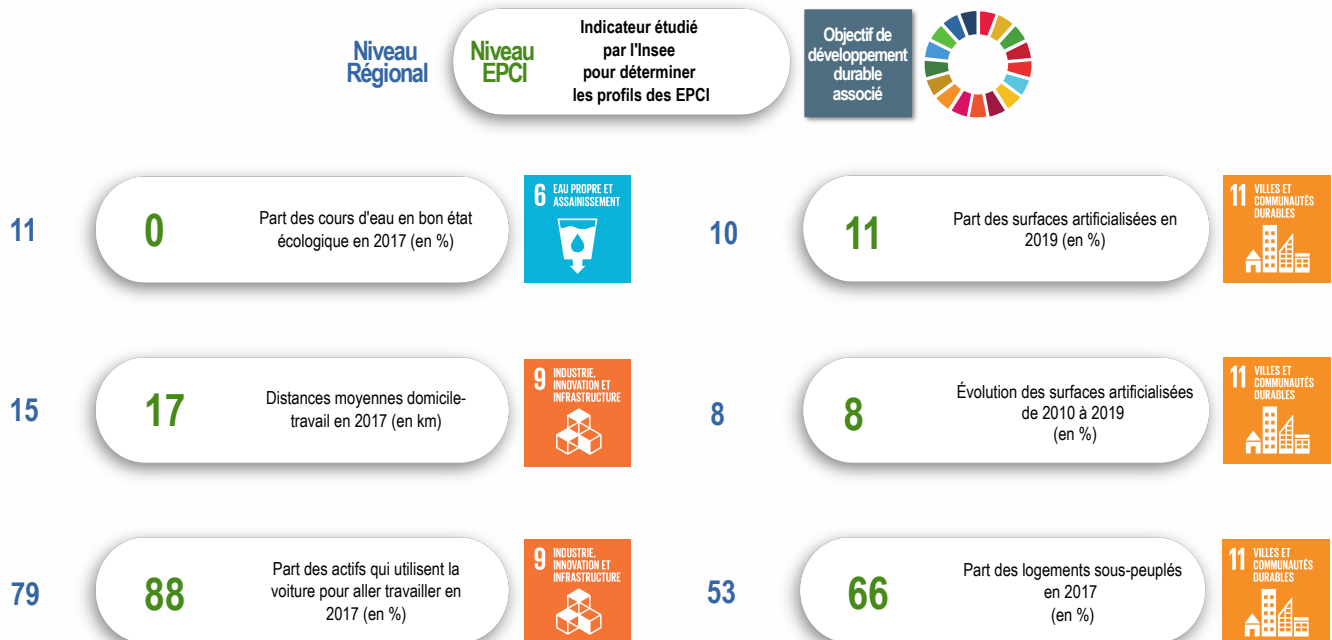 Niveau
Régional
Niveau
EPCI
Indicateur étudié
par l'Insee
pour déterminer
les profils des EPCI
Objectif de
développement
durable
associé
11
0
Part des cours d'eau en bon état
écologique en 2017 (en %)
6 EAU PROPRE ET
ASSAINISSEMENT
10
11
Part des surfaces artificialisées en
2019 (en %)
11 VILLES ET
COMMUNAUTÉS
DURABLES
15
17
Distances moyennes domicile-
travail en 2017 (en km)
9 INDUSTRIE,
INNOVATION ET
INFRASTRUCTURE
8
8
Évolution des surfaces artificialisées
de 2010 à 2019
(en %)
11 VILLES ET
COMMUNAUTÉS
DURABLES
79
88
Part des actifs qui utilisent la
voiture pour aller travailler en
2017 (en %)
9 INDUSTRIE,
INNOVATION ET
INFRASTRUCTURE
53
66
Part des logements sous-peuplés
en 2017
(en %)
11 VILLES ET
COMMUNAUTÉS
DURABLES